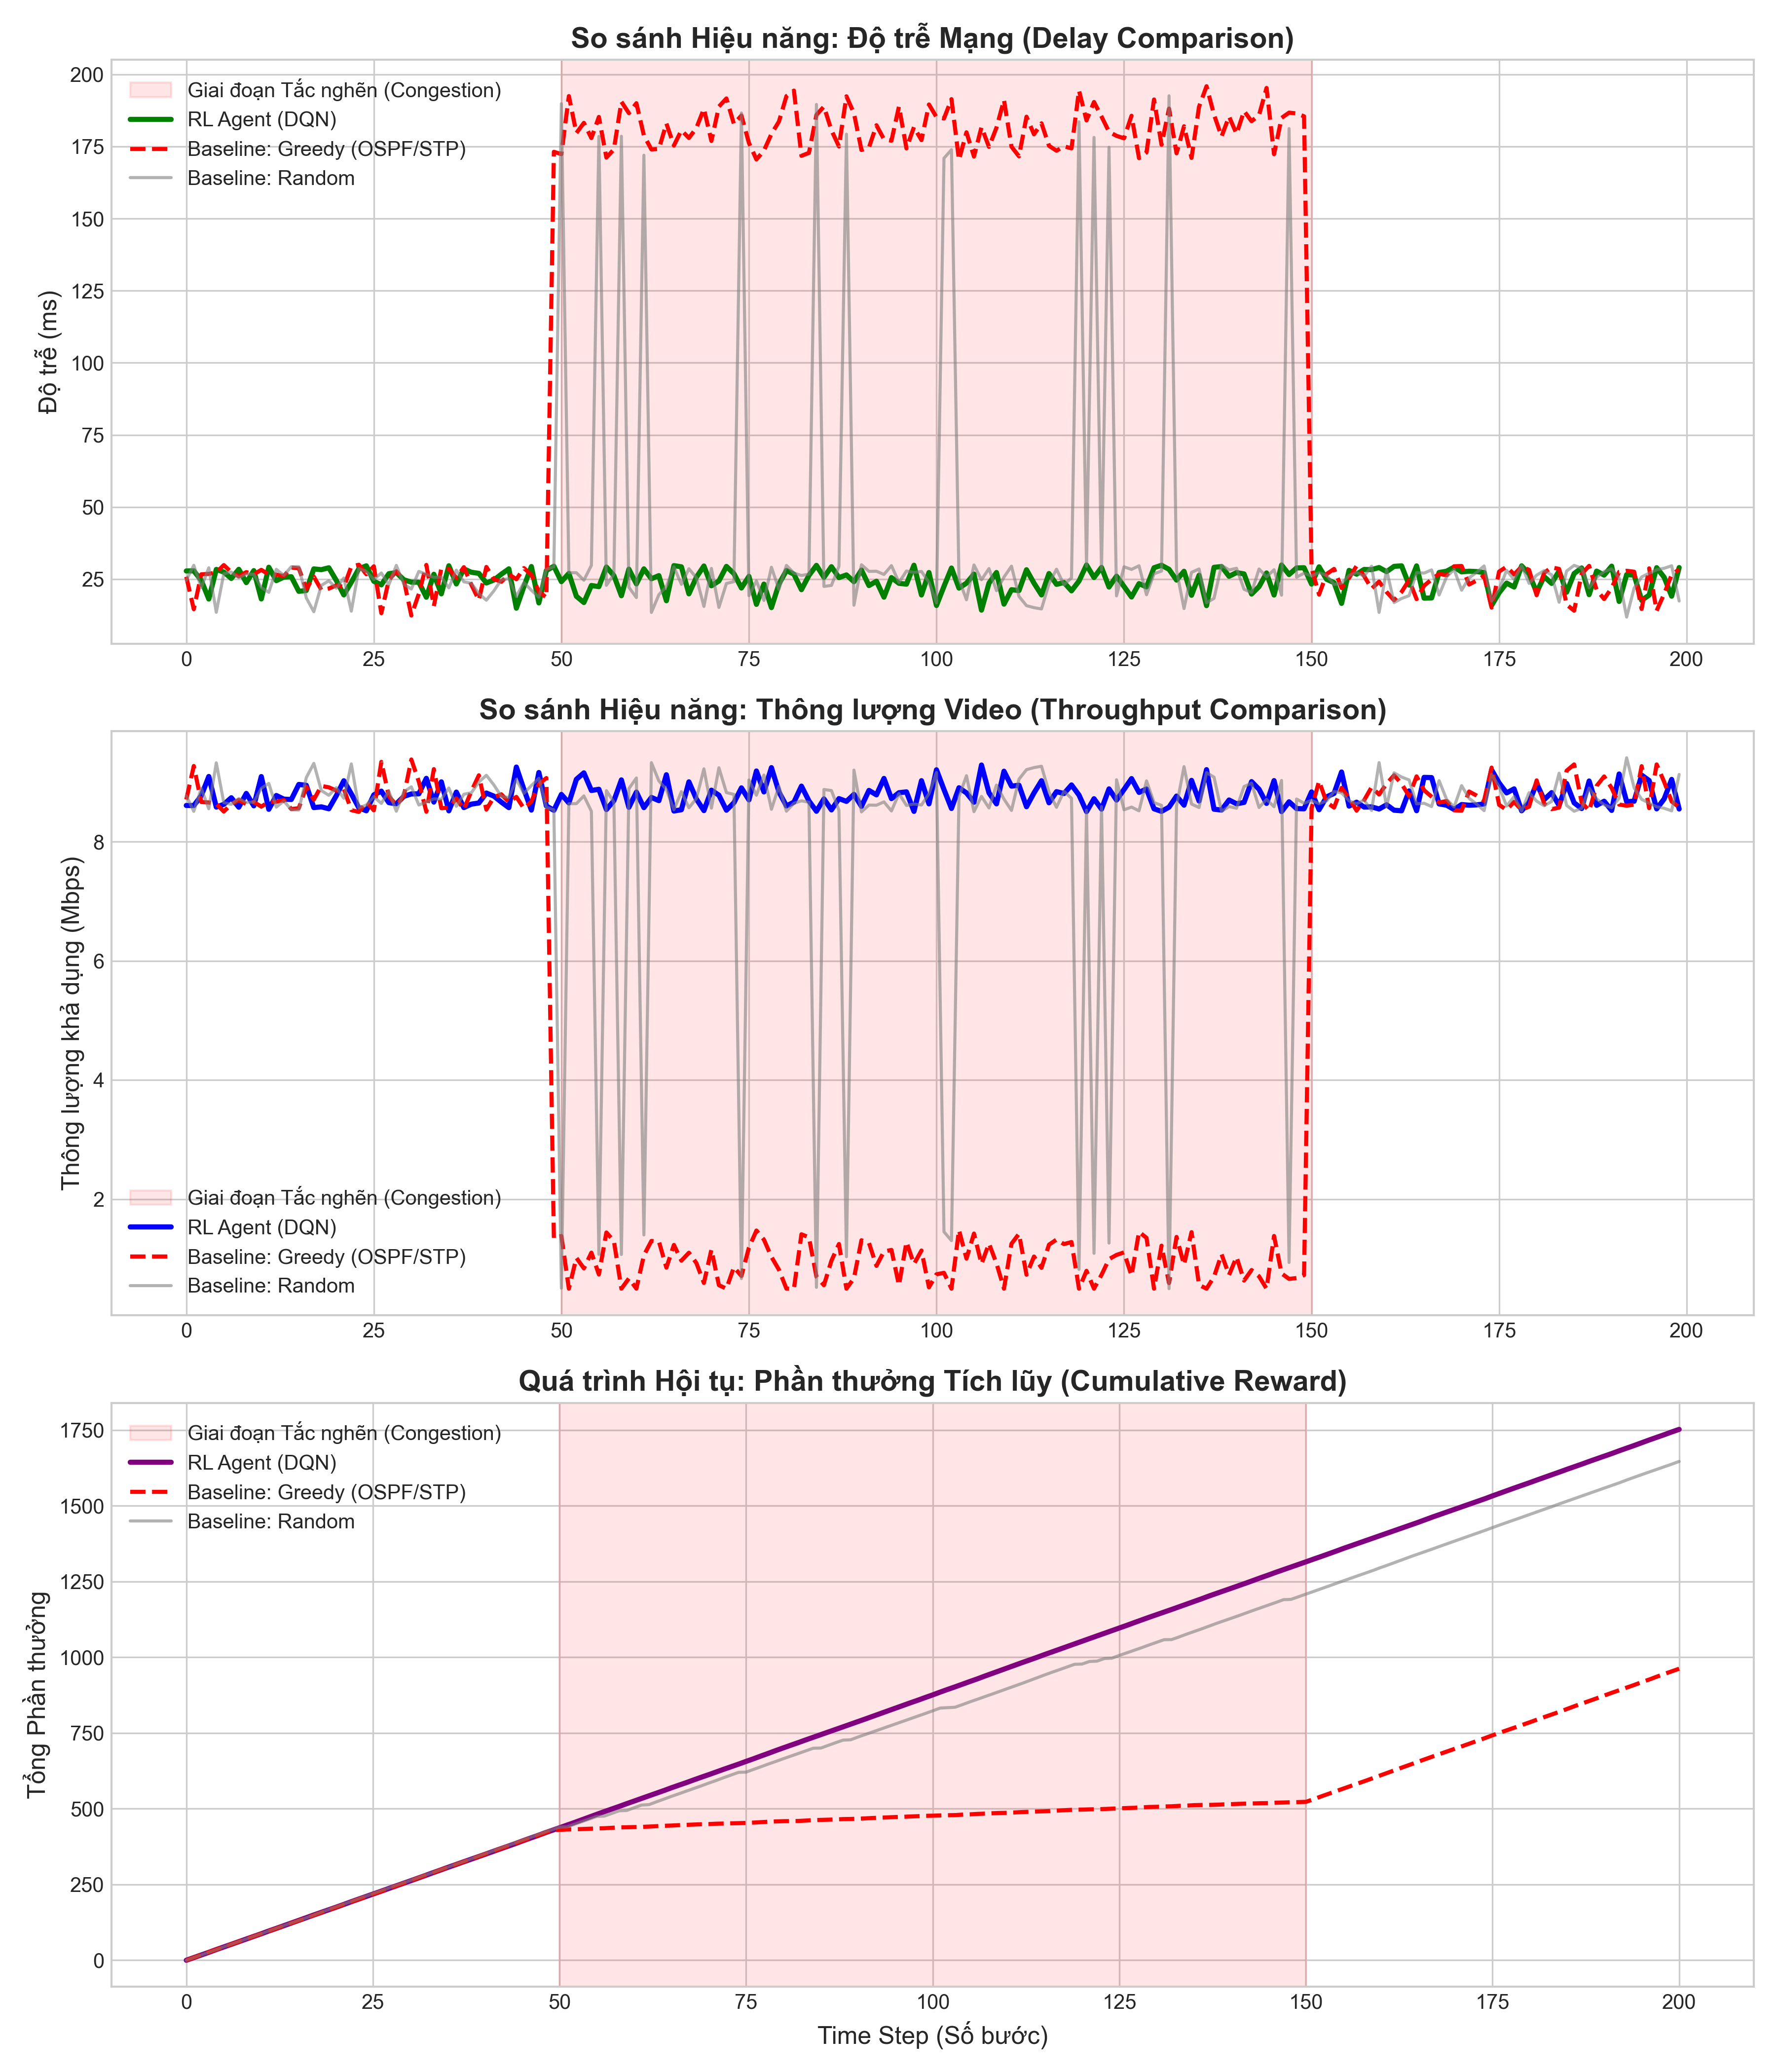 So sánh Hiệu năng: Độ trễ Mạng (Delay Comparison)
200
175
150
125
100
75
50
25
Độ trễ (ms)
Giai đoạn Tắc nghẽn (Congestion)
RL Agent (DQN)
Baseline: Greedy (OSPF/STP)
Baseline: Random
0 25 50 75 100 125 150 175 200
So sánh Hiệu năng: Thông lượng Video (Throughput Comparison)
8
6
4
2
Thông lượng khả dụng (Mbps)
Giai đoạn Tắc nghẽn (Congestion)
RL Agent (DQN)
Baseline: Greedy (OSPF/STP)
Baseline: Random
0 25 50 75 100 125 150 175 200
Quá trình Hội tụ: Phần thưởng Tích lũy (Cumulative Reward)
1750
1500
1250
1000
750
500
250
0
Tổng Phần thưởng
Giai đoạn Tắc nghẽn (Congestion)
RL Agent (DQN)
Baseline: Greedy (OSPF/STP)
Baseline: Random
0 25 50 75 100 125 150 175 200
Time Step (Số bước)